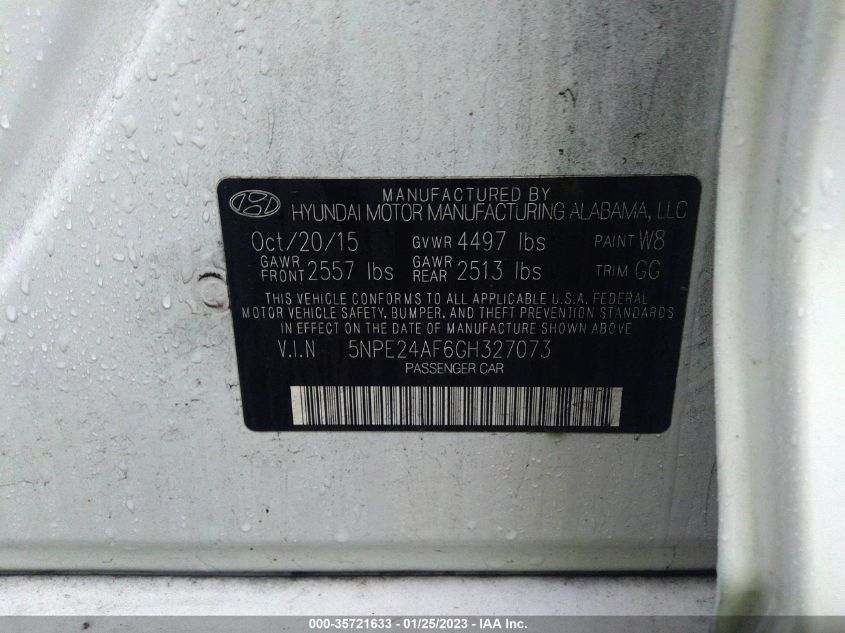 MANUFACTURED BY
HYUNDAI MOTOR MANUFACTURING ALABAMA, LLC
Oct/20/15 GVWR 4497 lbs PAINT W8
GAWR FRONT 2557 lbs GAWR REAR 2513 lbs TRIM GG
THIS VEHICLE CONFORMS TO ALL APPLICABLE U.S.A. FEDERAL
MOTOR VEHICLE SAFETY, BUMPER, AND THEFT PREVENTION STANDARDS
IN EFFECT ON THE DATE OF MANUFACTURE SHOWN ABOVE.
V.I.N 5NPE24AF6GH327073
PASSENGER CAR
000-35721633 - 01/25/2023 - IAA Inc.